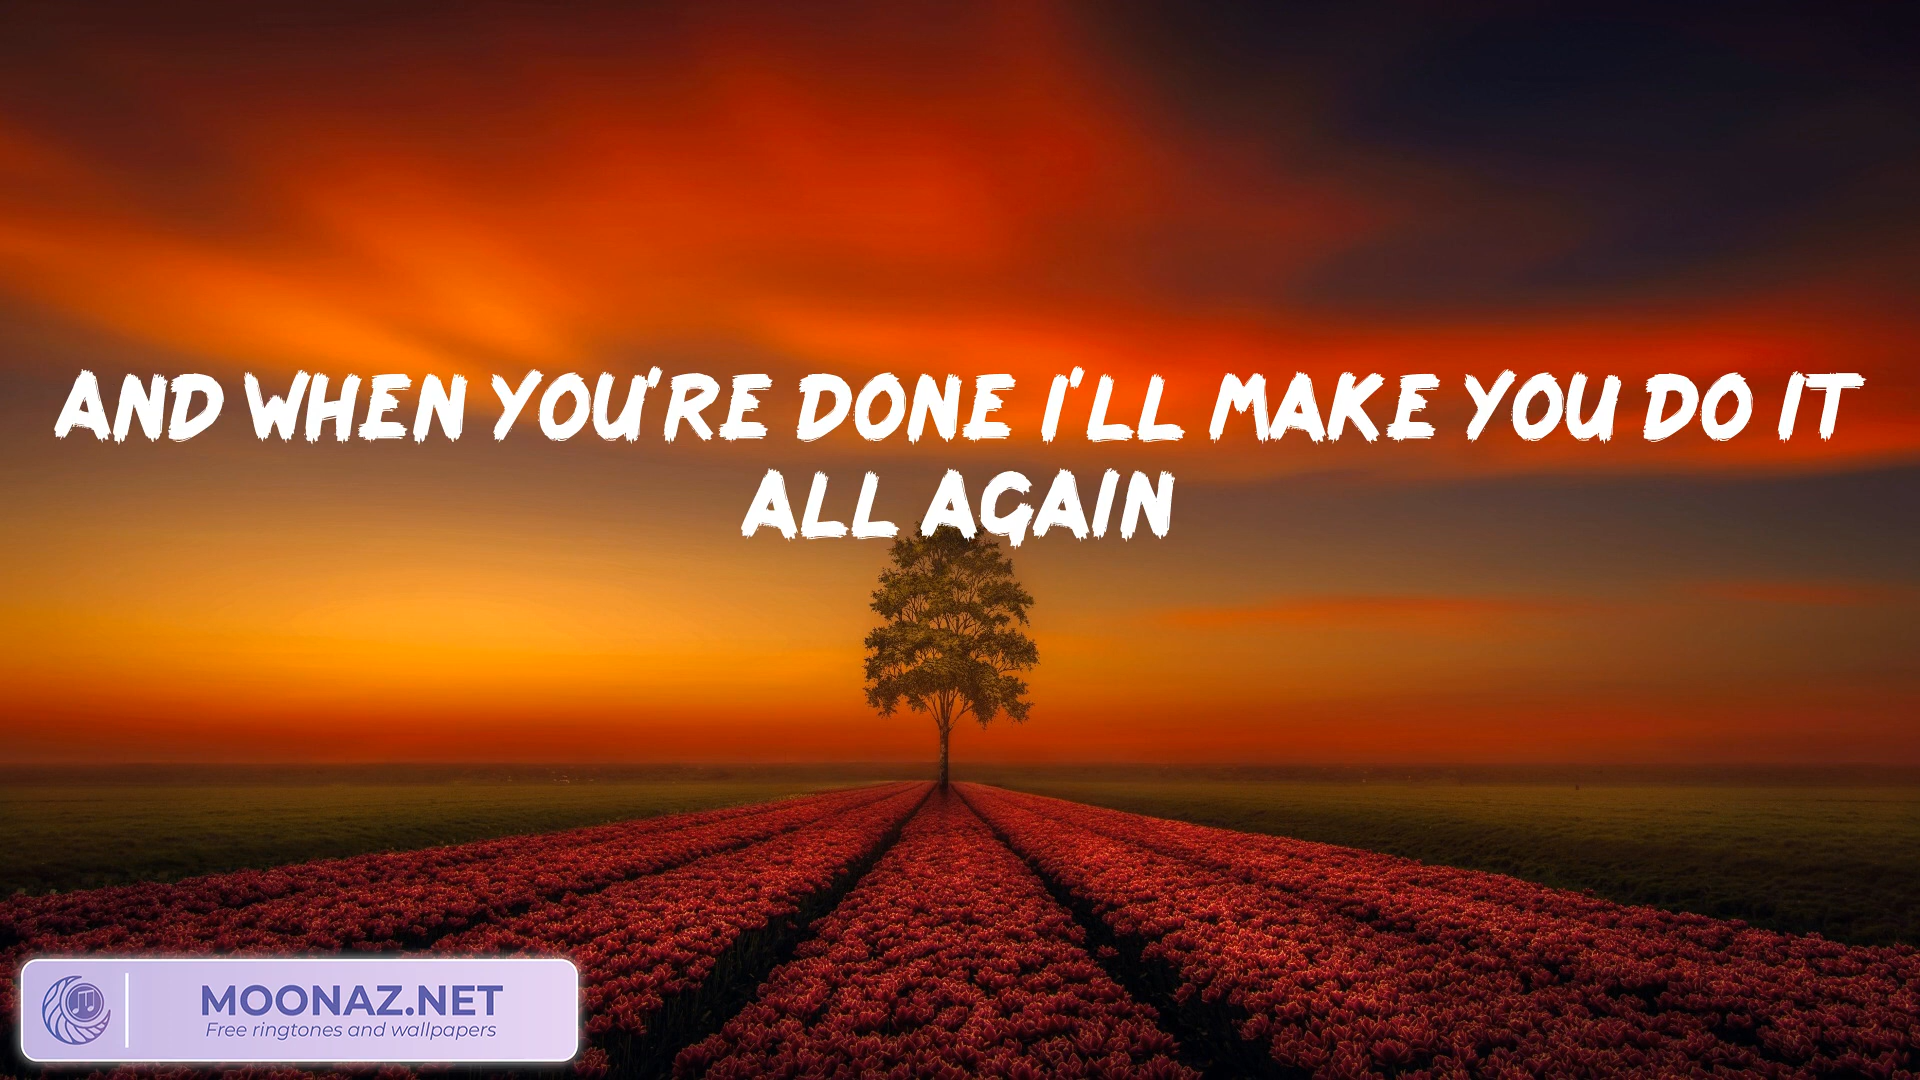 AND WHEN YOU'RE DONE I'LL MAKE YOU DO IT
ALL AGAIN
MOONAZ.NET
Free ringtones and wallpapers